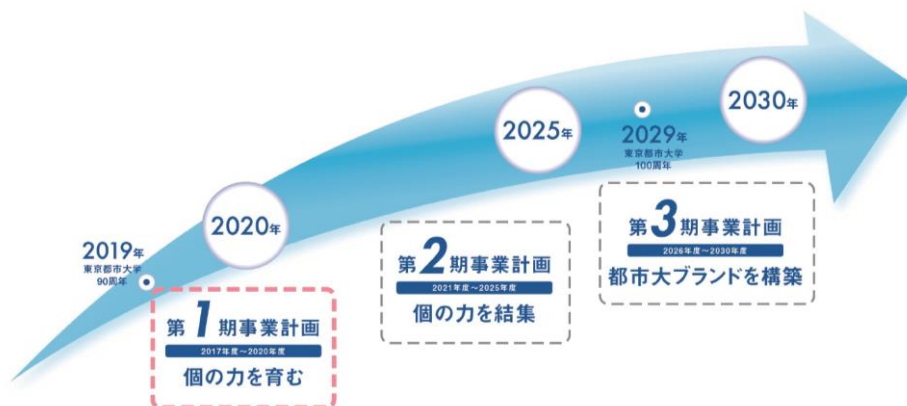 2019年
東京都市大学
90周年
2020年
第1期事業計画
2017年度～2020年度
個の力を育む
2025年
第2期事業計画
2021年度～2025年度
個の力を結集
2029年
東京都市大学
100周年
2030年
第3期事業計画
2026年度～2030年度
都市大ブランドを構築